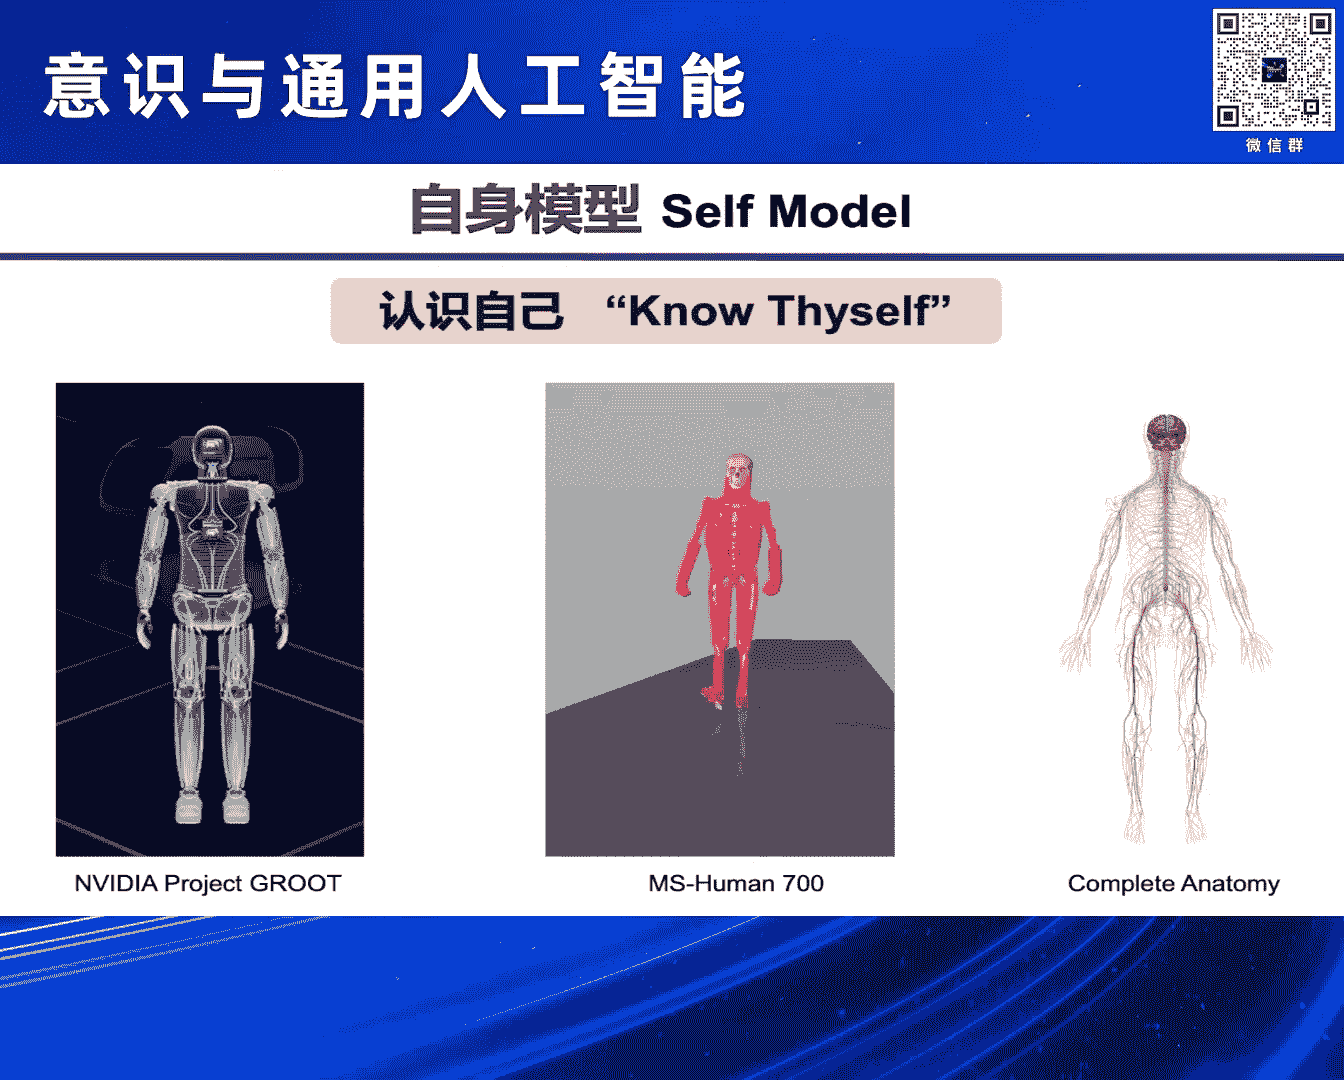 意识与通用人工智能
微信群
自身模型 Self Model
认识自己 “Know Thyself”
NVIDIA Project GROOT
MS-Human 700
Complete Anatomy